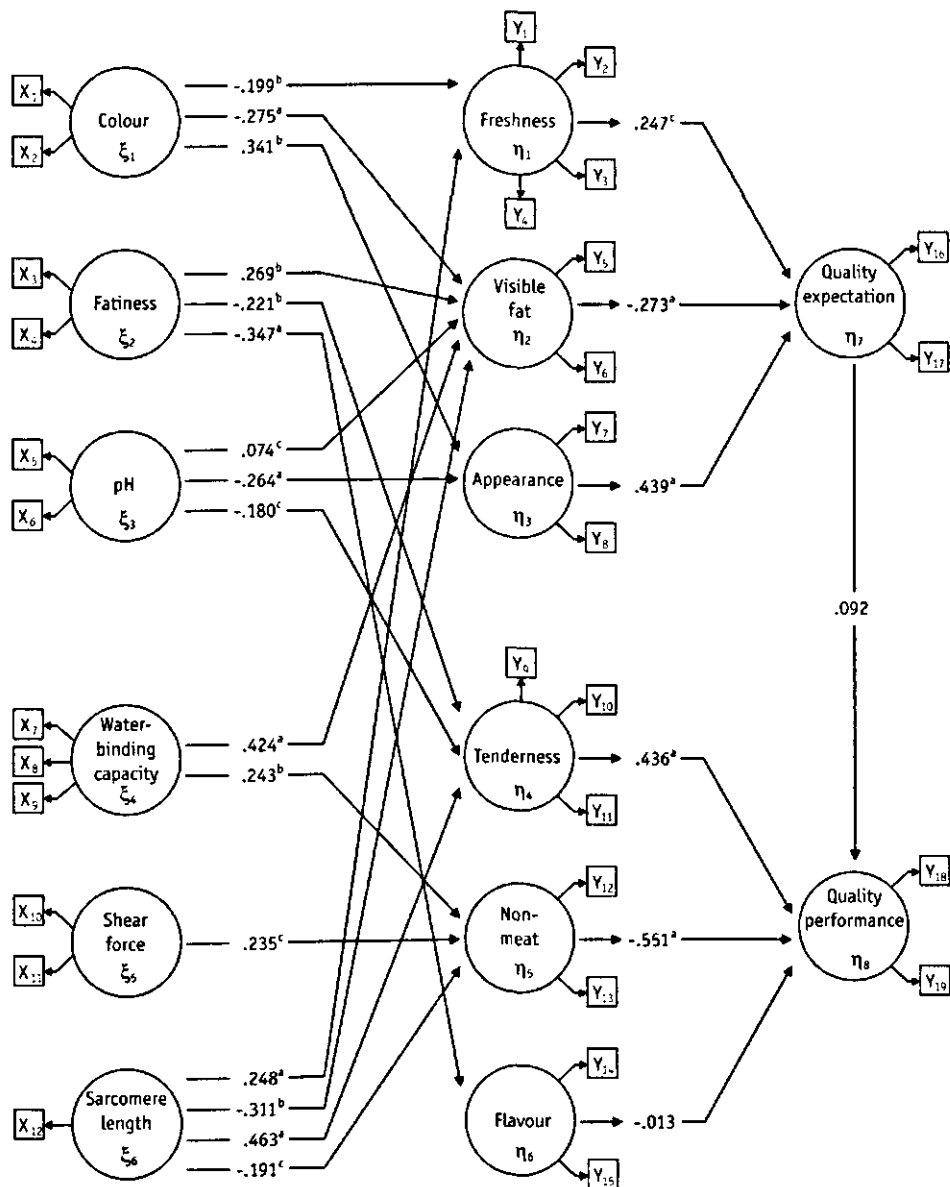 Y₁
Y₂
X₁
Colour
ξ₁
X₂
-.199ᵇ
-.275ᵃ
.341ᵇ
Freshness
η₁
.247ᶜ
Y₃
Y₄
X₃
Fatiness
ξ₂
X₄
.269ᵇ
-.221ᵇ
-.347ᵃ
Y₅
Visible
fat
η₂
-.273ᵃ
Y₆
Quality
expectation
η₇
Y₁₆
Y₁₇
X₅
pH
ξ₃
X₆
.074ᶜ
-.264ᵃ
-.180ᶜ
Y₇
Appearance
η₃
.439ᵃ
Y₈
.092
X₇
X₈
X₉
Water-
binding
capacity
ξ₄
.424ᵃ
.243ᵇ
Y₉
Y₁₀
Tenderness
η₄
.436ᵃ
Y₁₁
X₁₀
Shear
force
ξ₅
X₁₁
.235ᶜ
Y₁₂
Non-
meat
η₅
-.551ᵃ
Y₁₃
Quality
performance
η₈
Y₁₈
Y₁₉
X₁₂
Sarcomere
length
ξ₆
.248ᵃ
-.311ᵇ
.463ᵃ
-.191ᶜ
Y₁₄
Flavour
η₆
-.013
Y₁₅